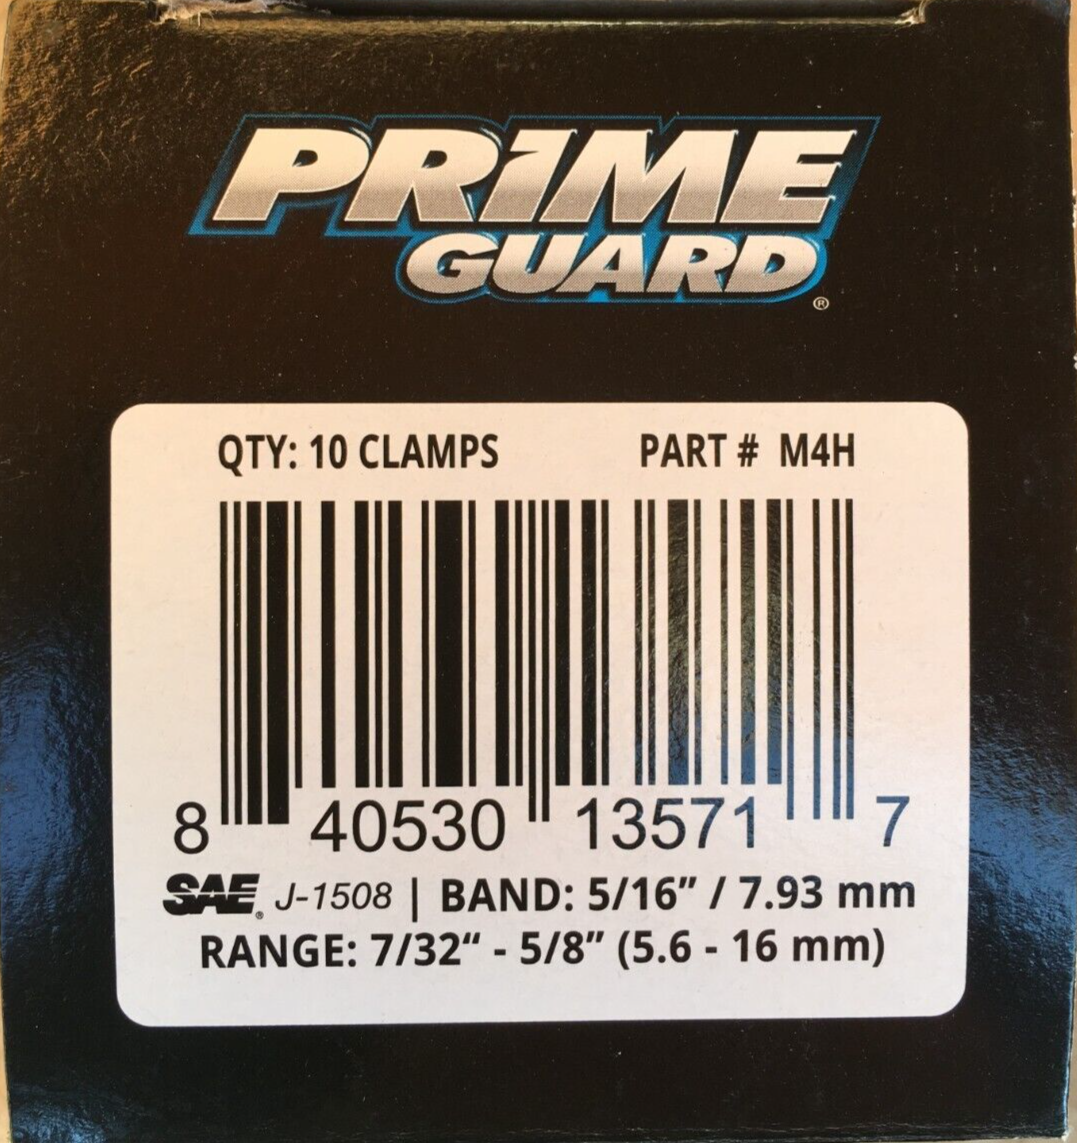 PRIME
GUARD®
QTY: 10 CLAMPS PART # M4H
8 40530 13571 7
SAE® J-1508 | BAND: 5/16” / 7.93 mm
RANGE: 7/32“ - 5/8” (5.6 - 16 mm)